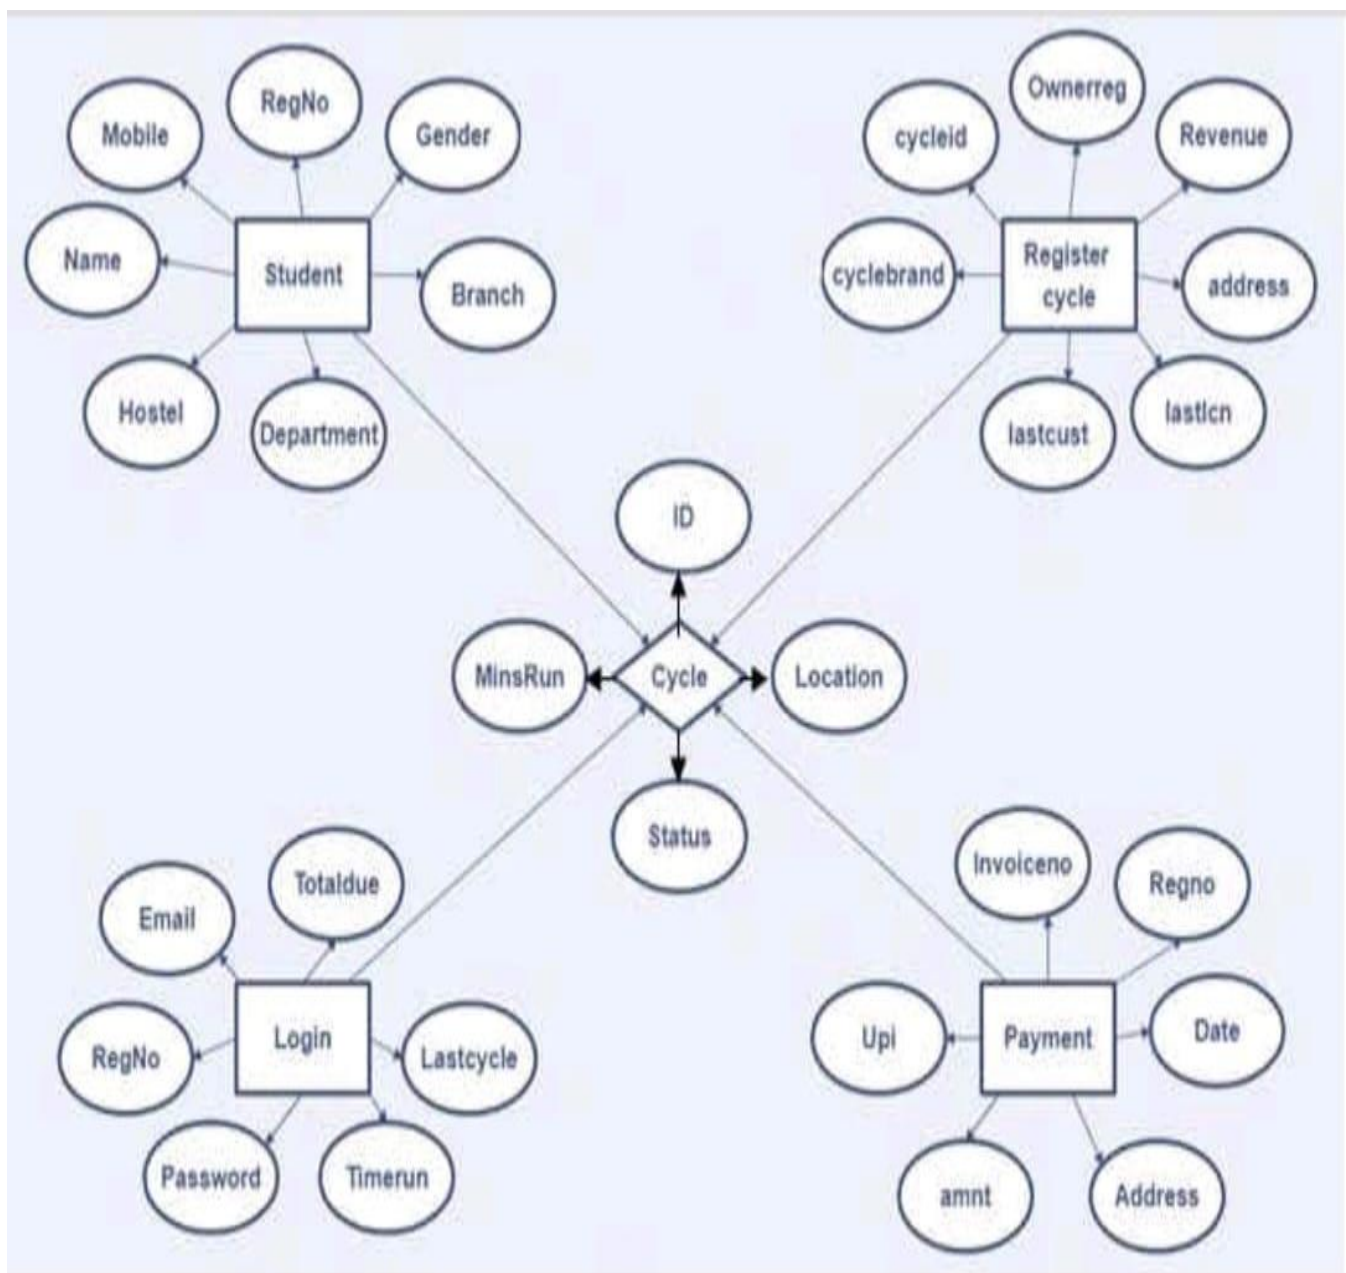 Ownerreg
RegNo
Mobile
Gender
cycleid
Revenue
Name
Student
Branch
Register
cycle
cyclebrand
address
Hostel
Department
lastcust
lastlcn
ID
MinsRun
Cycle
Location
Status
Invoiceno
Totaldue
Regno
Email
Login
RegNo
Lastcycle
Upi
Payment
Date
Password
Timerun
amnt
Address